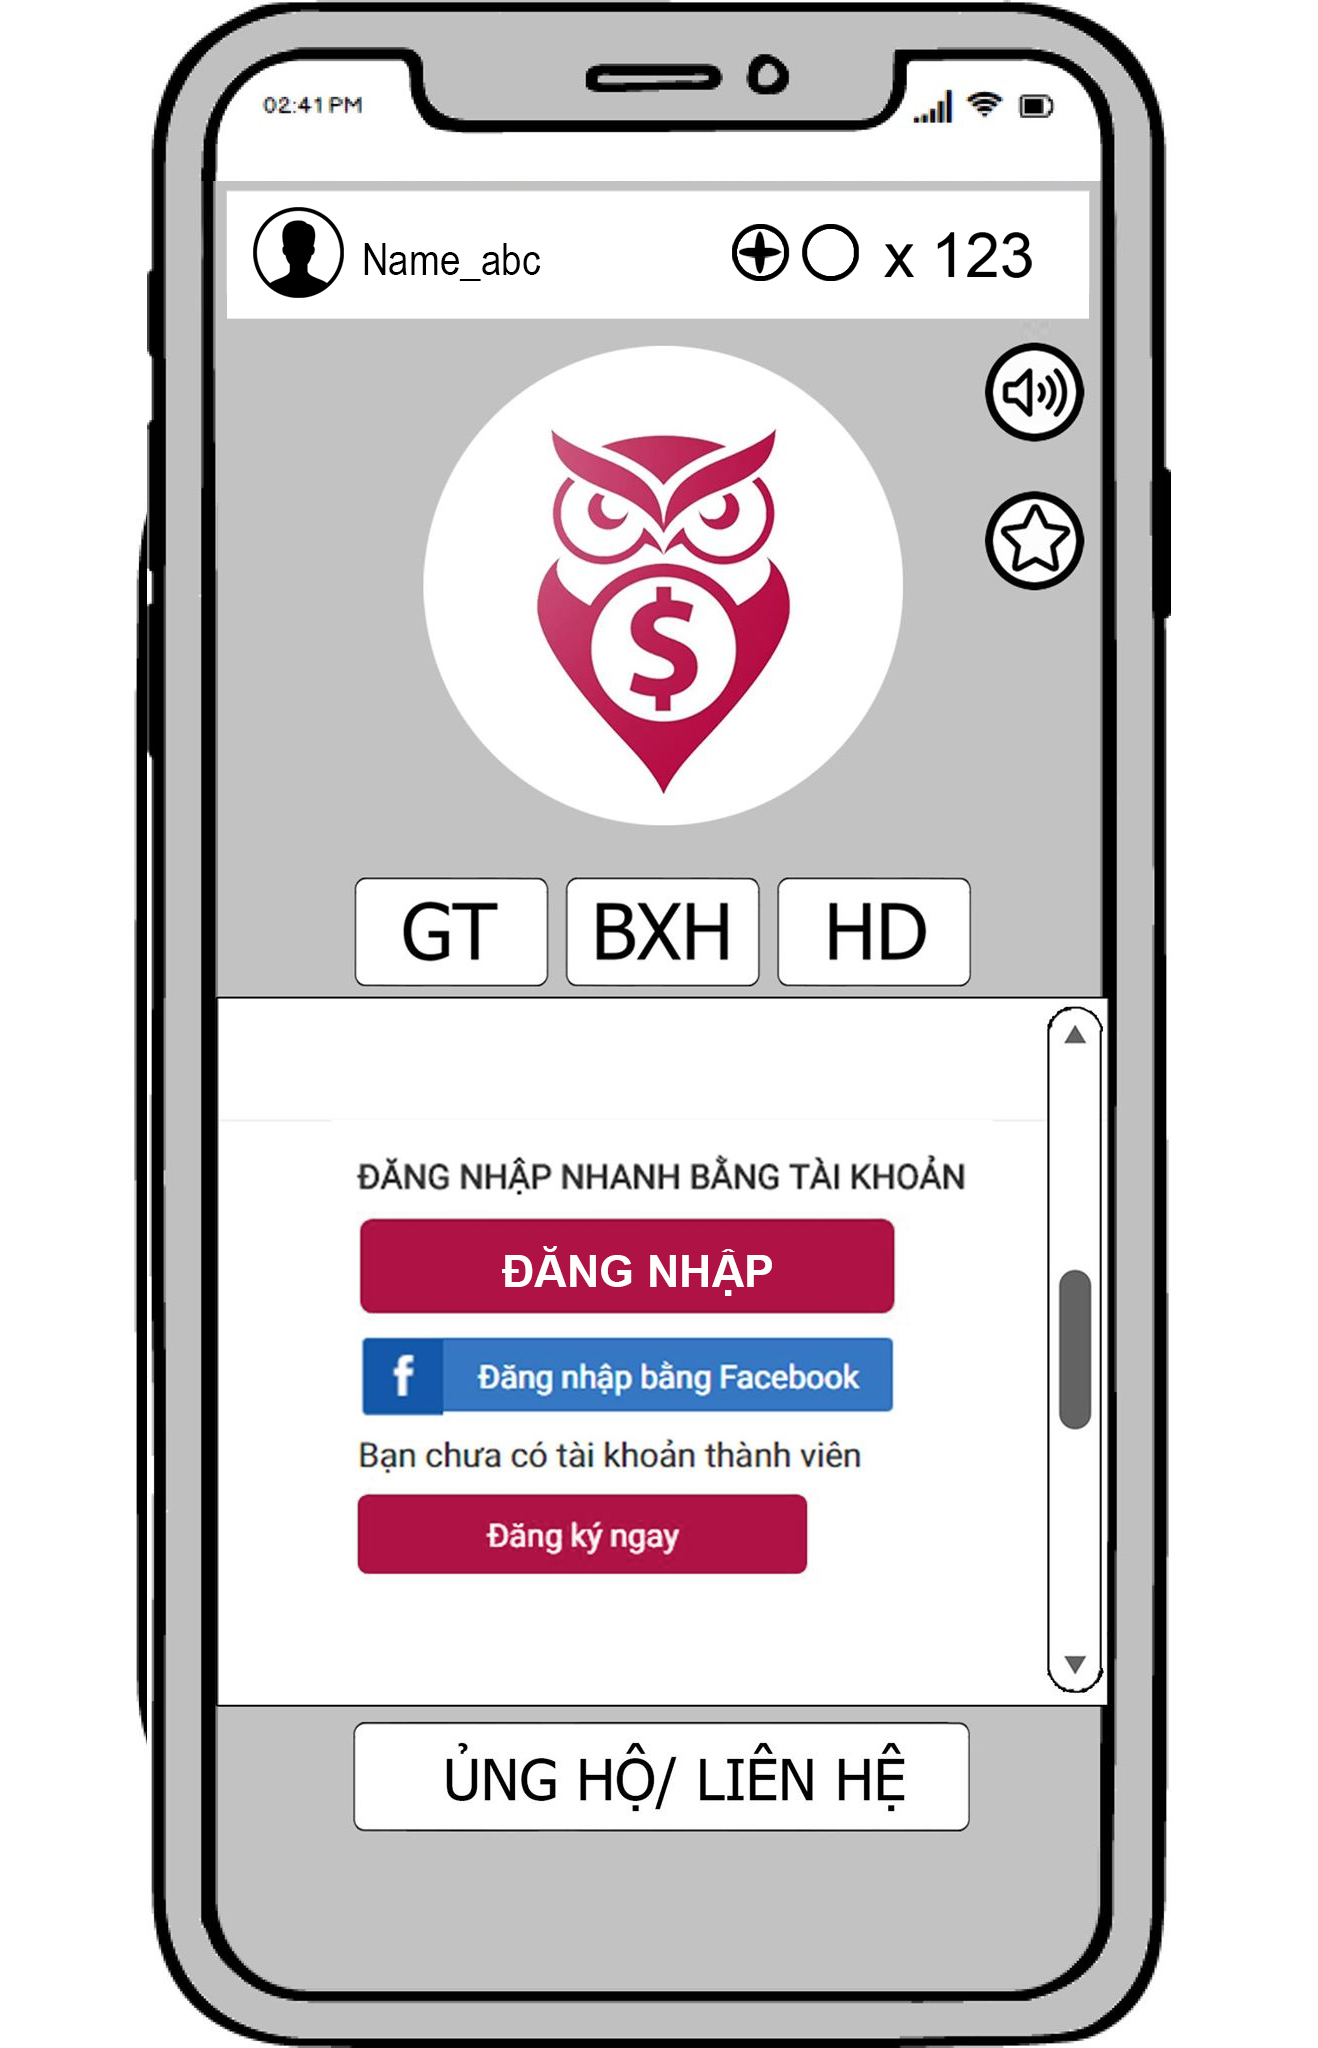 02:41 PM
Name_abc x 123
$
GT BXH HD
ĐĂNG NHẬP NHANH BẰNG TÀI KHOẢN
ĐĂNG NHẬP
f Đăng nhập bằng Facebook
Bạn chưa có tài khoản thành viên
Đăng ký ngay
ỦNG HỘ/ LIÊN HỆ